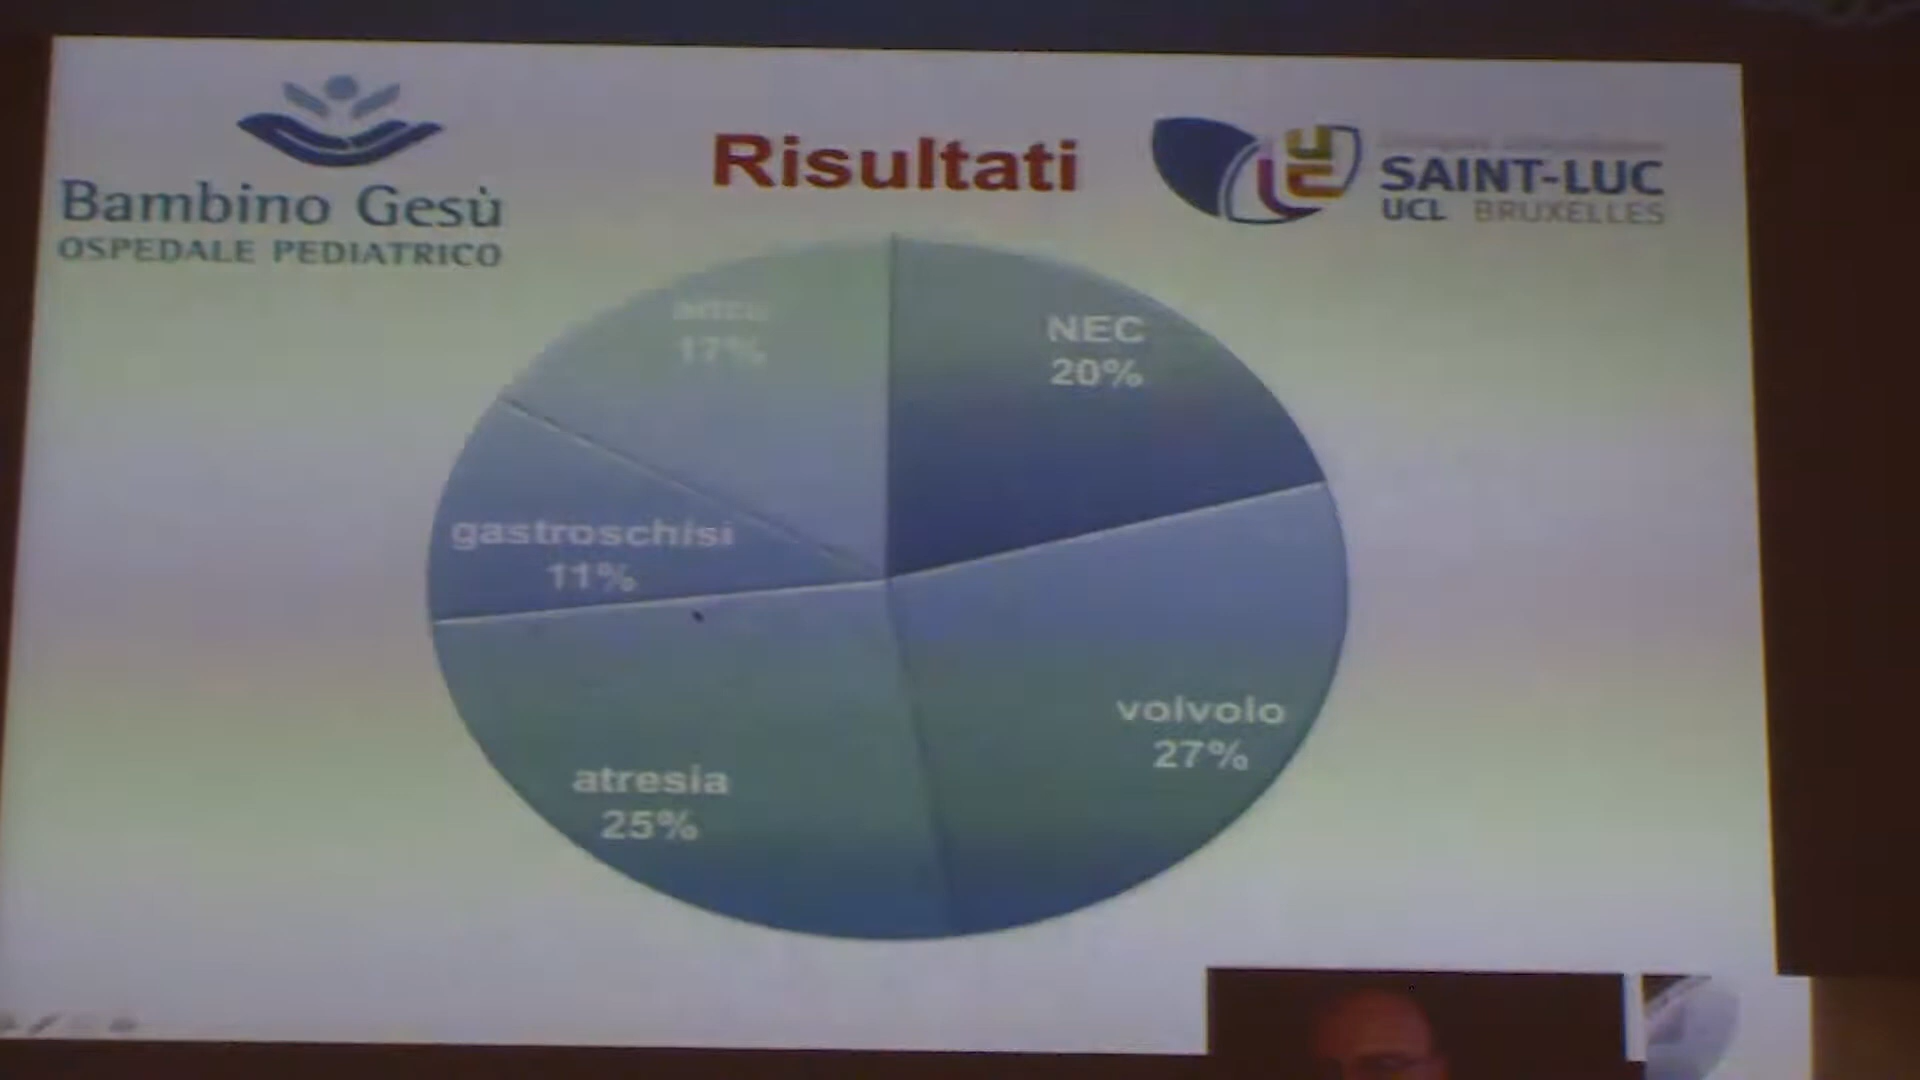 Bambino Gesù
OSPEDALE PEDIATRICO
Risultati
SAINT-LUC
UCL BRUXELLES
17%
NEC
20%
gastroschisi
11%
volvolo
27%
atresia
25%